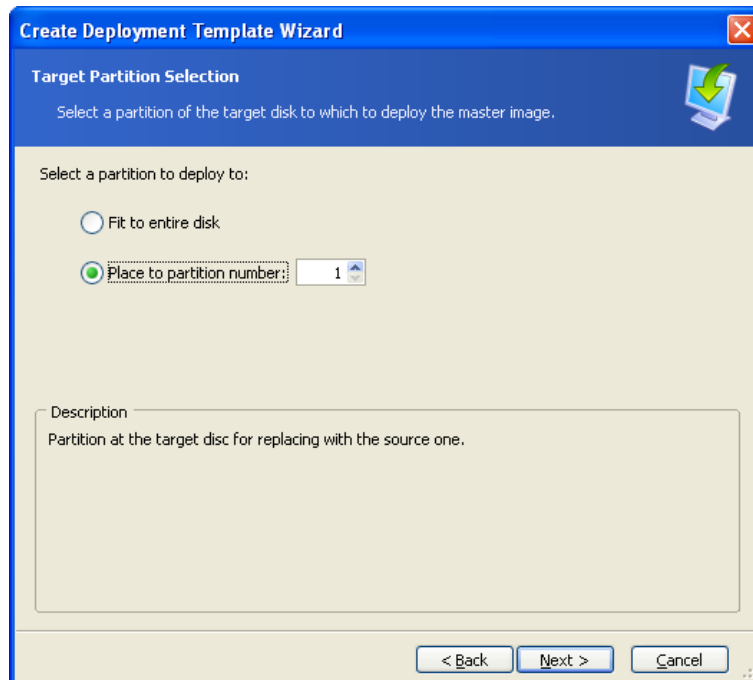 Create Deployment Template Wizard
Target Partition Selection
Select a partition of the target disk to which to deploy the master image.
Select a partition to deploy to:
Fit to entire disk
Place to partition number: 1
Description
Partition at the target disc for replacing with the source one.
< Back Next > Cancel